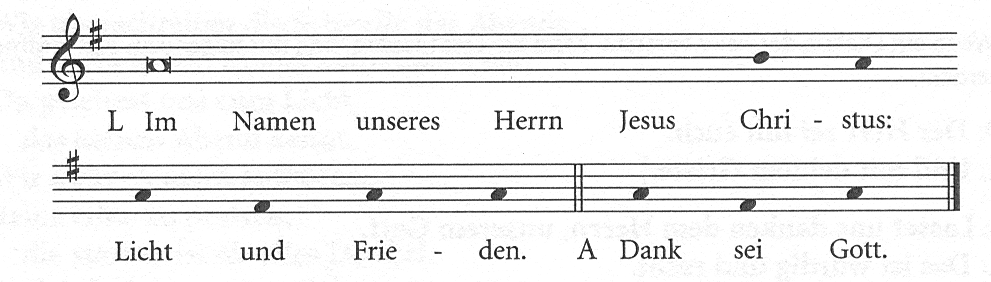 L Im Namen unseres Herrn Jesus Chri - stus:
Licht und Frie - den. A Dank sei Gott.